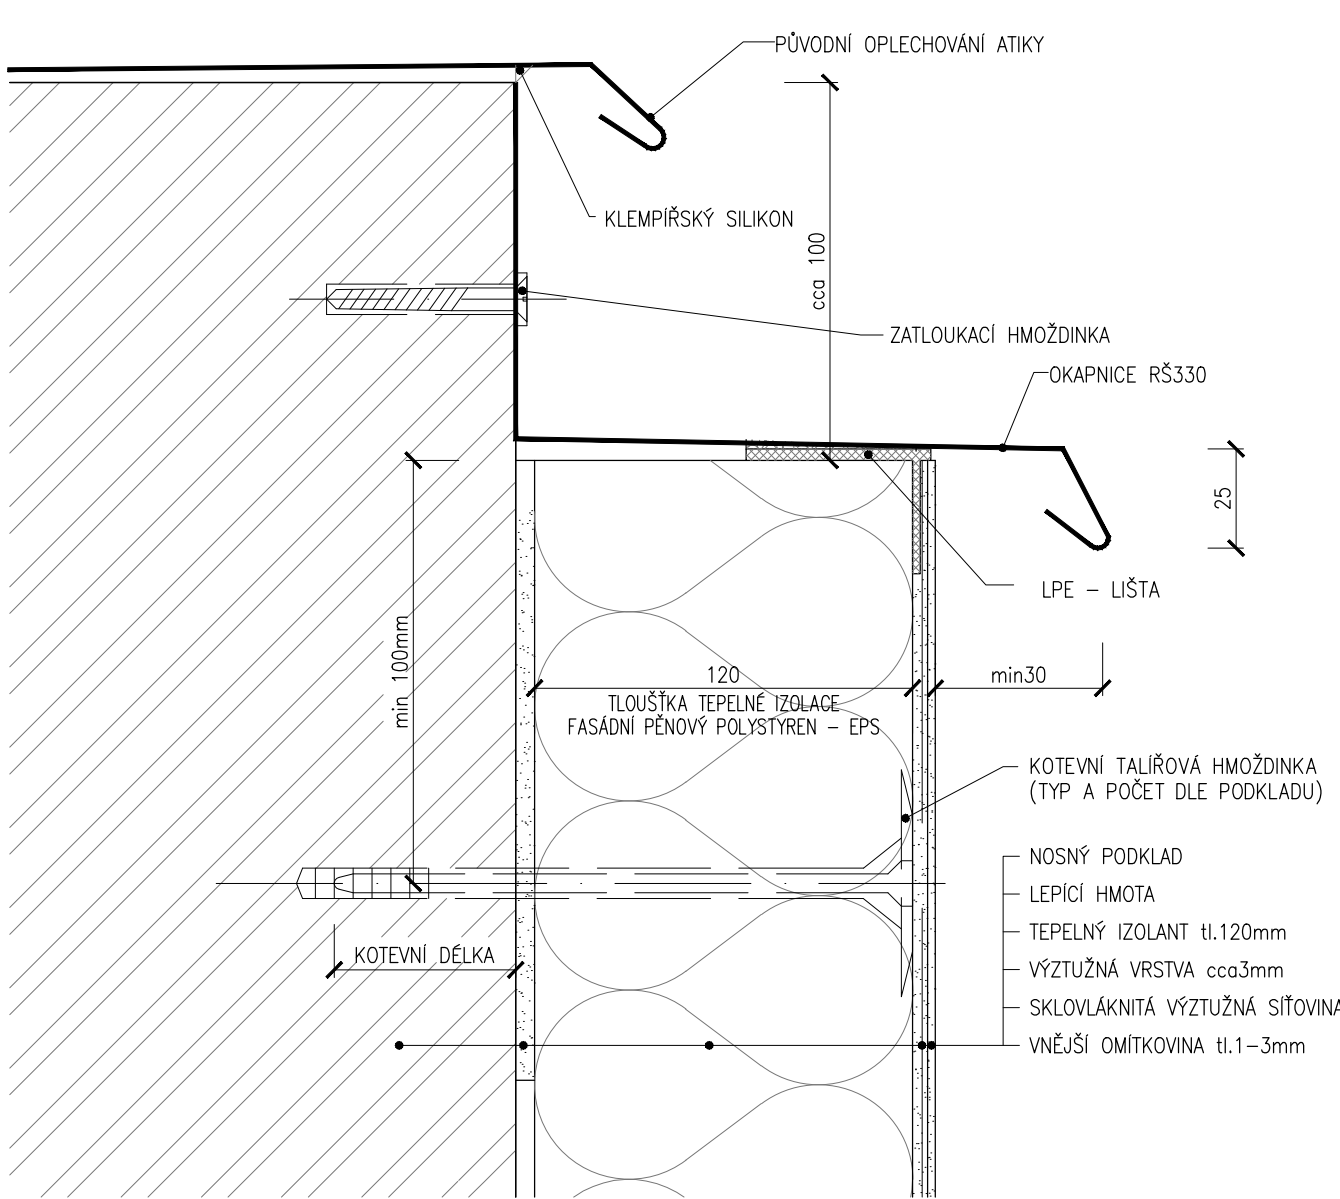 PŮVODNÍ OPLECHOVÁNÍ ATIKY
KLEMPÍŘSKÝ SILIKON
cca 100
ZATLOUKACÍ HMOŽDINKA
OKAPNICE RŠ330
25
LPE – LIŠTA
min 100mm
120
min30
TLOUŠŤKA TEPELNÉ IZOLACE
FASÁDNÍ PĚNOVÝ POLYSTYREN – EPS
KOTEVNÍ TALÍŘOVÁ HMOŽDINKA
(TYP A POČET DLE PODKLADU)
NOSNÝ PODKLAD
LEPÍCÍ HMOTA
TEPELNÝ IZOLANT tl.120mm
KOTEVNÍ DÉLKA
VÝZTUŽNÁ VRSTVA cca3mm
SKLOVLÁKNITÁ VÝZTUŽNÁ SÍŤOVINA
VNĚJŠÍ OMÍTKOVINA tl.1–3mm